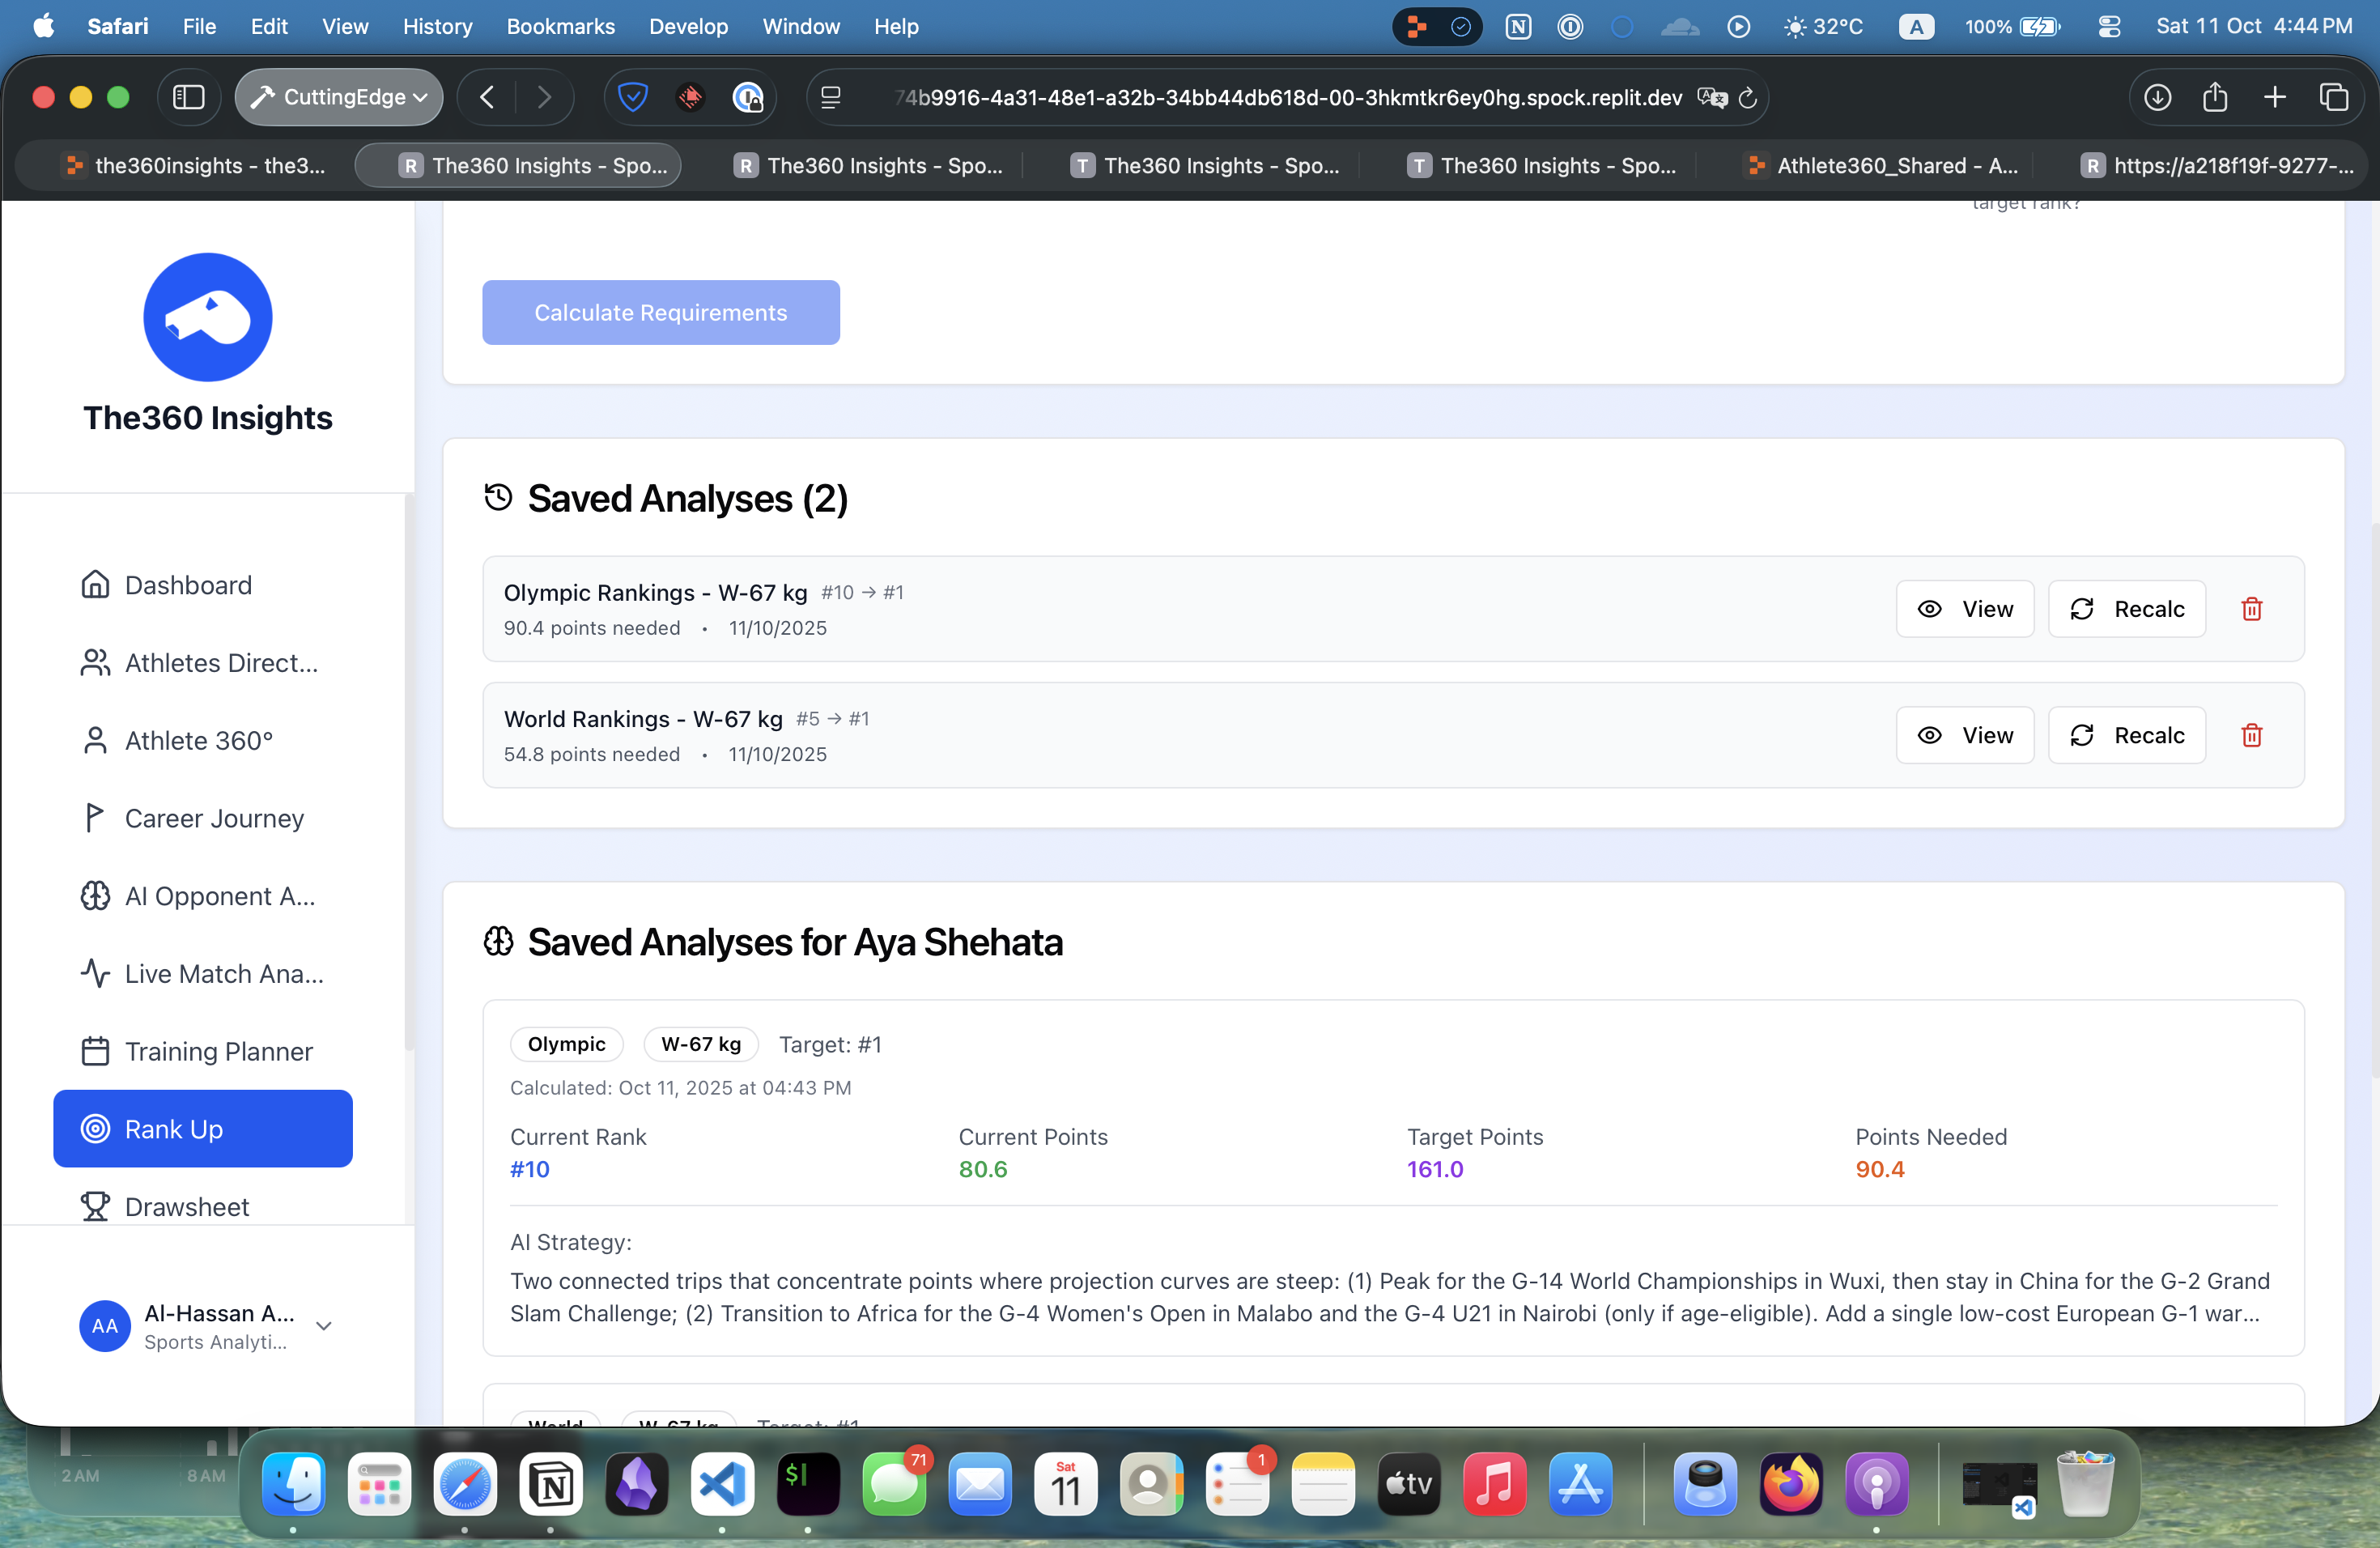 Safari File Edit View History Bookmarks Develop Window Help 32°C A 100% Sat 11 Oct 4:44 PM
CuttingEdge 74b9916-4a31-48e1-a32b-34bb44db618d-00-3hkmtkr6ey0hg.spock.replit.dev
the360insights - the3... R The360 Insights - Spo... R The360 Insights - Spo... T The360 Insights - Spo... T The360 Insights - Spo... Athlete360_Shared - A... R https://a218f19f-9277-...
The360 Insights
Dashboard
Athletes Direct...
Athlete 360°
Career Journey
AI Opponent A...
Live Match Ana...
Training Planner
Rank Up
Drawsheet
AA Al-Hassan A...
Sports Analyti...
target rank?
Calculate Requirements
Saved Analyses (2)
Olympic Rankings - W-67 kg #10 → #1
90.4 points needed • 11/10/2025
View Recalc
World Rankings - W-67 kg #5 → #1
54.8 points needed • 11/10/2025
View Recalc
Saved Analyses for Aya Shehata
Olympic W-67 kg Target: #1
Calculated: Oct 11, 2025 at 04:43 PM
Current Rank Current Points Target Points Points Needed
#10 80.6 161.0 90.4
AI Strategy:
Two connected trips that concentrate points where projection curves are steep: (1) Peak for the G-14 World Championships in Wuxi, then stay in China for the G-2 Grand
Slam Challenge; (2) Transition to Africa for the G-4 Women's Open in Malabo and the G-4 U21 in Nairobi (only if age-eligible). Add a single low-cost European G-1 war...
World W-67 kg Target: #1
2 AM 8 AM
71
Sat
11
1
tv